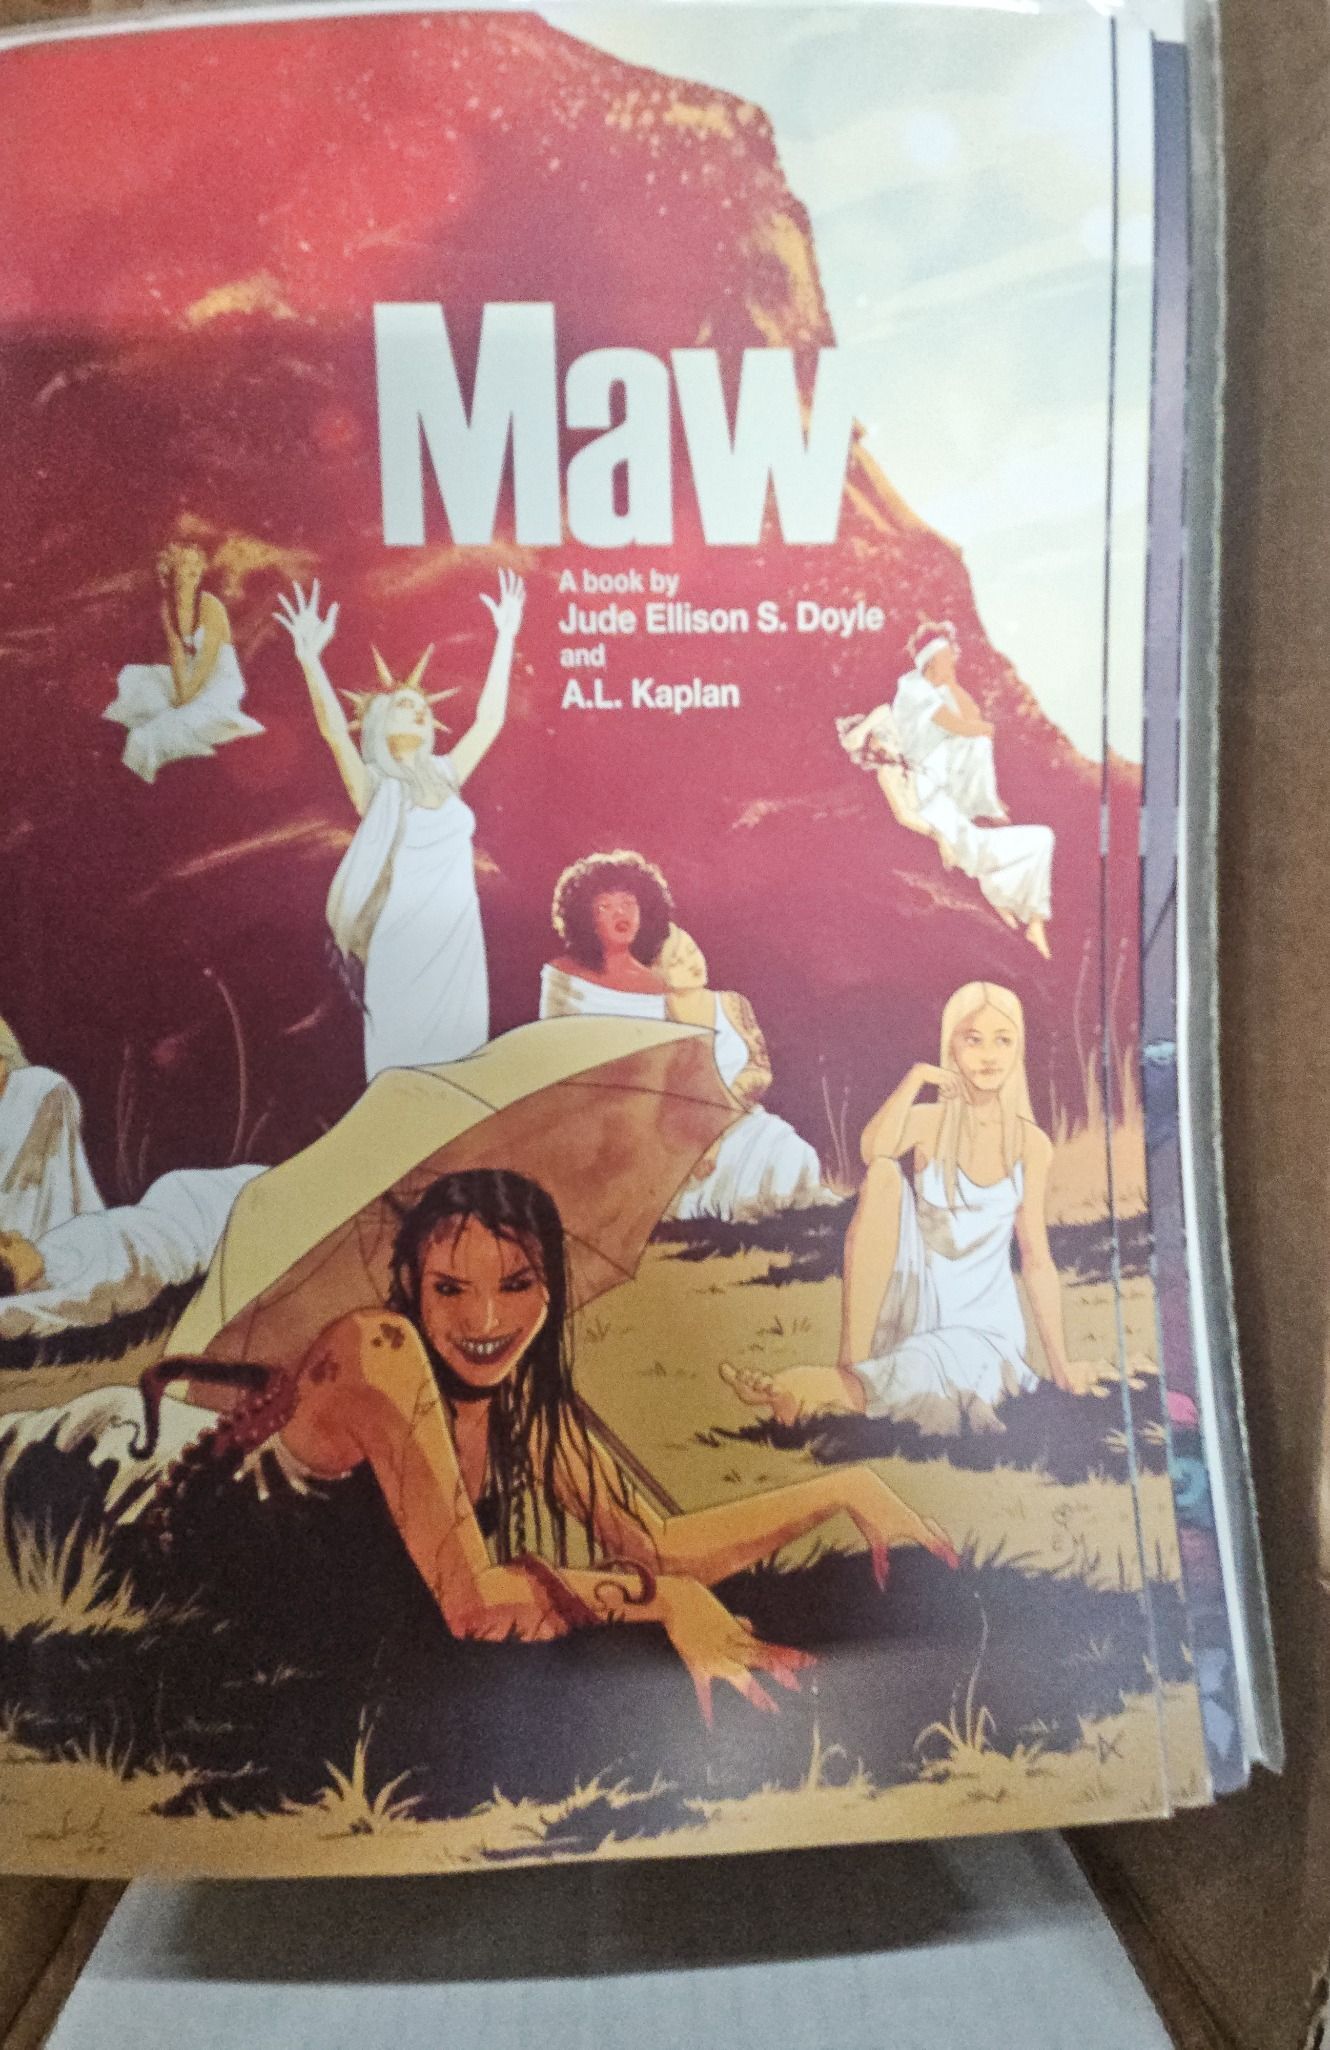 Maw
A book by
Jude Ellison S. Doyle
and
A.L. Kaplan